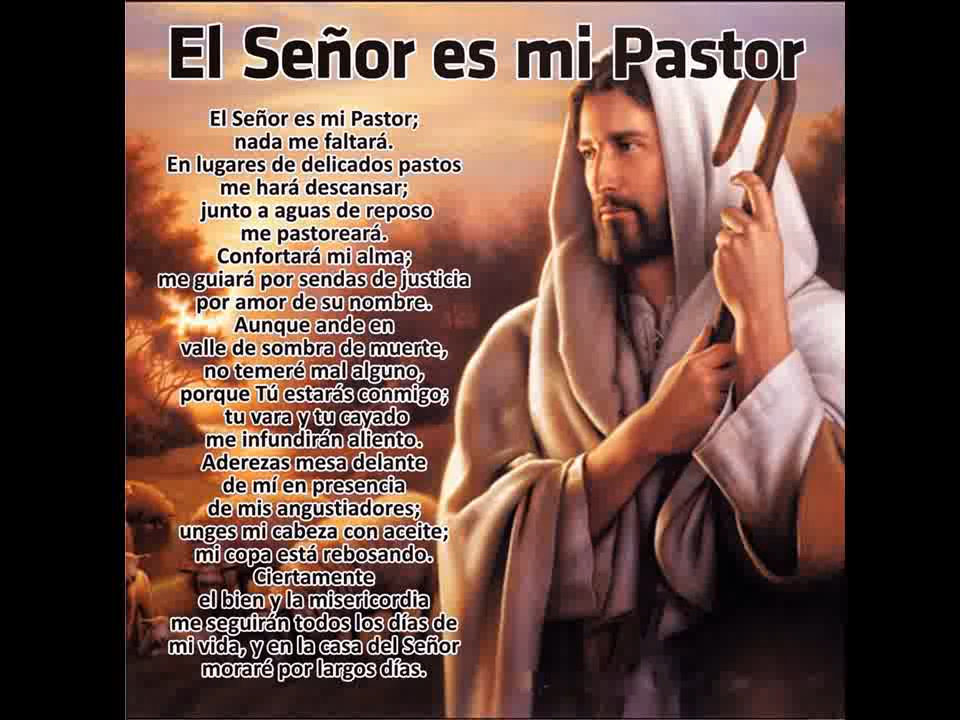 El Señor es mi Pastor
El Señor es mi Pastor;
nada me faltará.
En lugares de delicados pastos
me hará descansar;
junto a aguas de reposo
me pastoreará.
Confortará mi alma;
me guiará por sendas de justicia
por amor de su nombre.
Aunque ande en
valle de sombra de muerte,
no temeré mal alguno,
porque Tú estarás conmigo;
tu vara y tu cayado
me infundirán aliento.
Aderezas mesa delante
de mí en presencia
de mis angustiadores;
unges mi cabeza con aceite;
mi copa está rebosando.
Ciertamente
el bien y la misericordia
me seguirán todos los días de
mi vida, y en la casa del Señor
moraré por largos días.